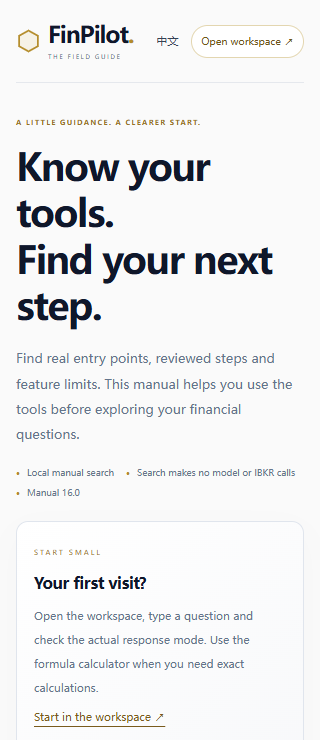 FinPilot.
THE FIELD GUIDE
中文
Open workspace ↗
A LITTLE GUIDANCE. A CLEARER START.
Know your
tools.
Find your next
step.
Find real entry points, reviewed steps and
feature limits. This manual helps you use the
tools before exploring your financial
questions.
• Local manual search • Search makes no model or IBKR calls
• Manual 16.0
START SMALL
Your first visit?
Open the workspace, type a question and
check the actual response mode. Use the
formula calculator when you need exact
calculations.
Start in the workspace ↗